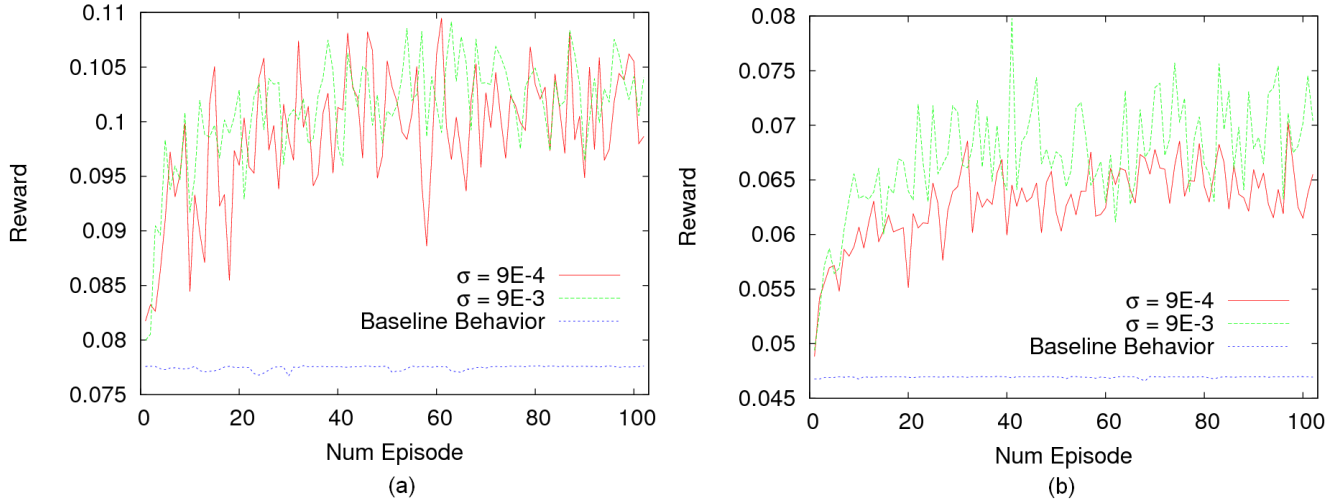 0.11
0.105
0.1
0.095
0.09
0.085
0.08
0.075
Reward
σ = 9E-4
σ = 9E-3
Baseline Behavior
0 20 40 60 80 100
Num Episode
(a)
0.08
0.075
0.07
0.065
0.06
0.055
0.05
0.045
Reward
σ = 9E-4
σ = 9E-3
Baseline Behavior
0 20 40 60 80 100
Num Episode
(b)